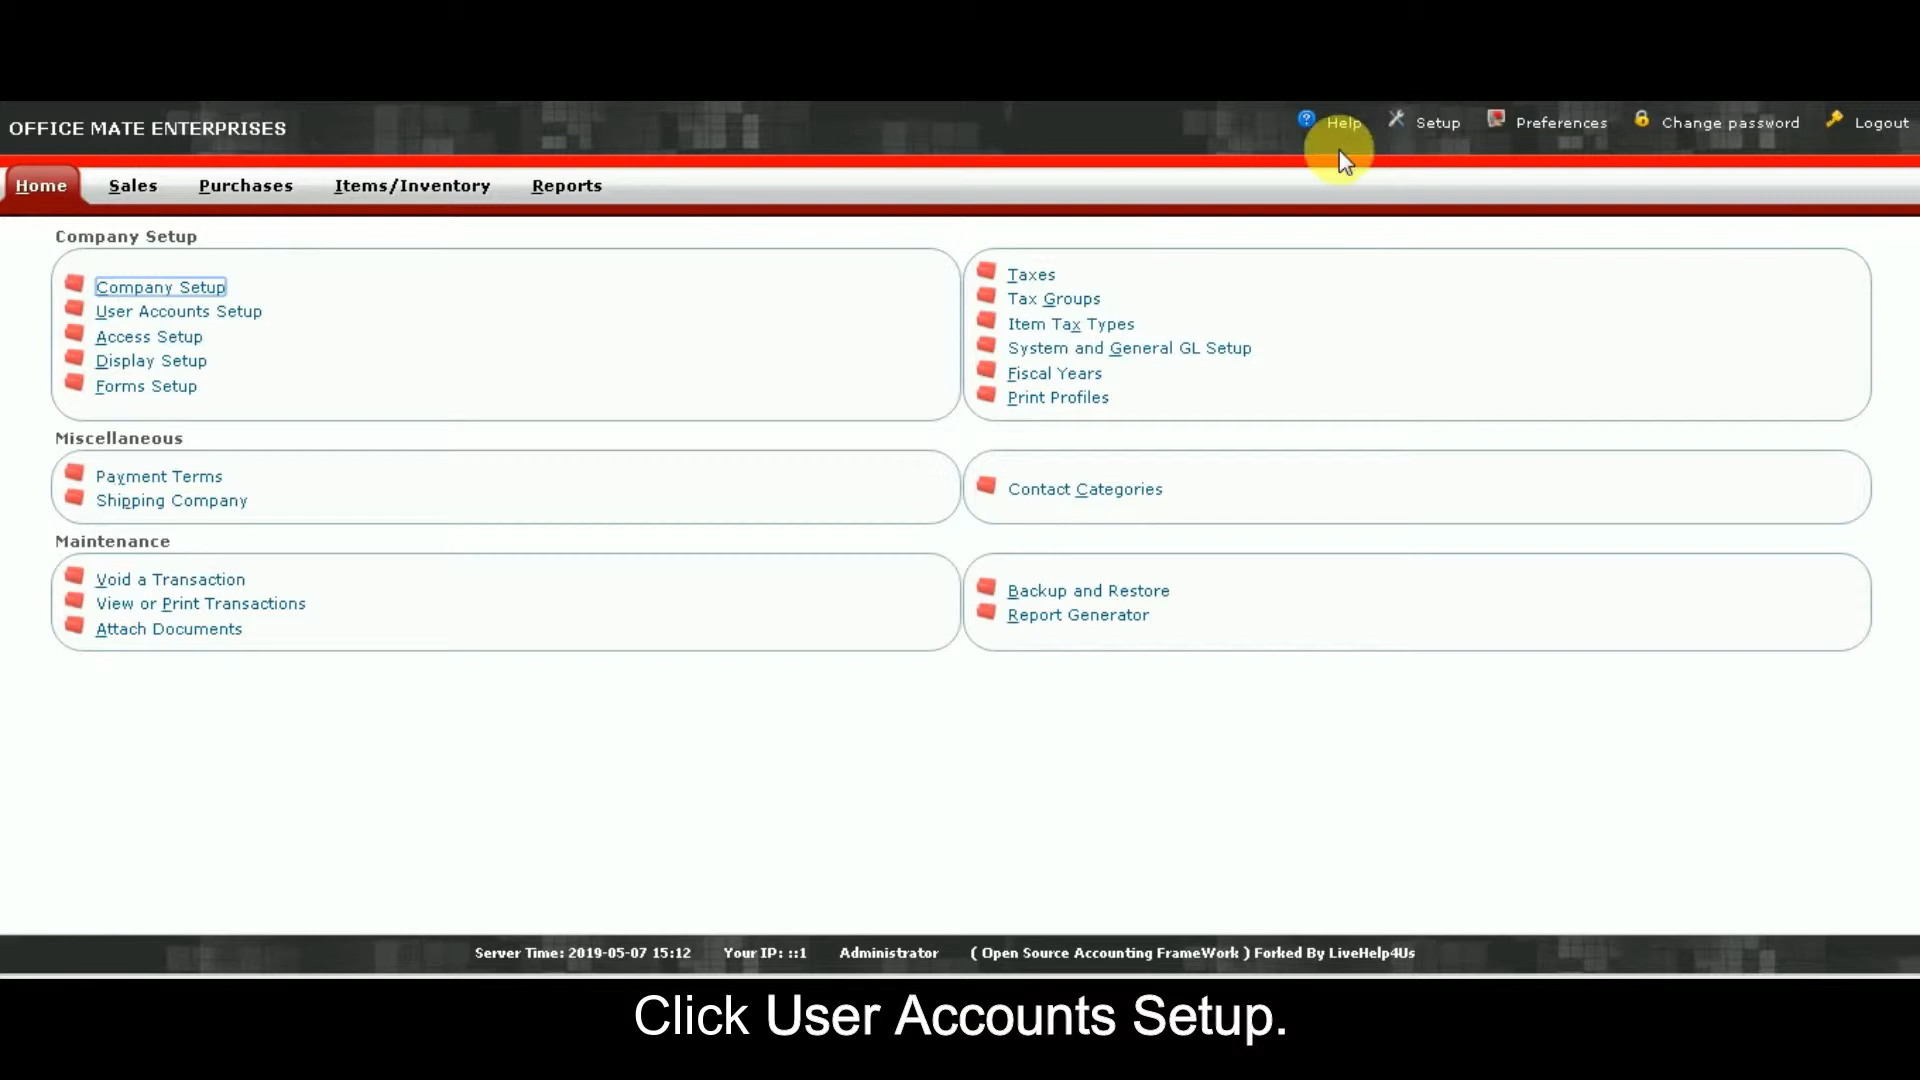 OFFICE MATE ENTERPRISES
Help Setup Preferences Change password Logout
Home Sales Purchases Items/Inventory Reports
Company Setup
Company Setup
User Accounts Setup
Access Setup
Display Setup
Forms Setup
Taxes
Tax Groups
Item Tax Types
System and General GL Setup
Fiscal Years
Print Profiles
Miscellaneous
Payment Terms
Shipping Company
Contact Categories
Maintenance
Void a Transaction
View or Print Transactions
Attach Documents
Backup and Restore
Report Generator
Server Time: 2019-05-07 15:12 Your IP: ::1 Administrator ( Open Source Accounting FrameWork ) Forked By LiveHelp4Us
Click User Accounts Setup.